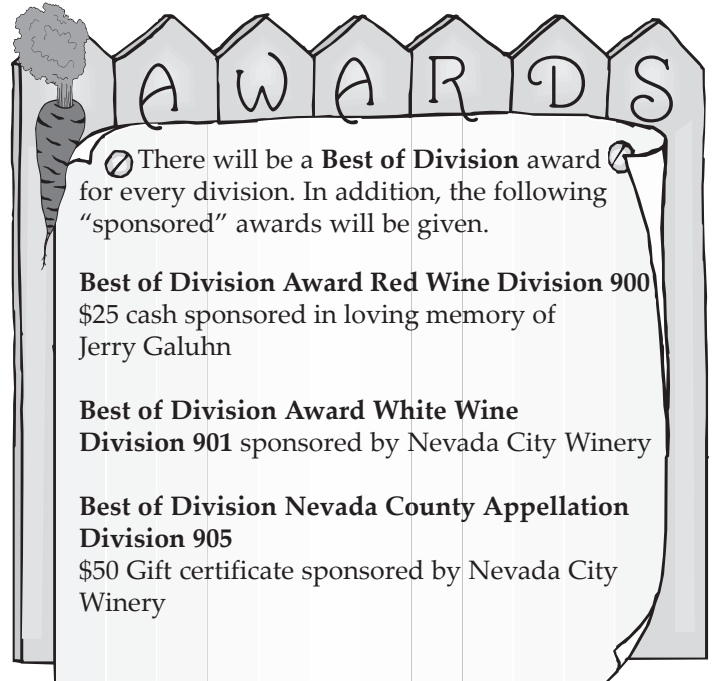 AWARDS
There will be a Best of Division award
for every division. In addition, the following
“sponsored” awards will be given.
Best of Division Award Red Wine Division 900
$25 cash sponsored in loving memory of
Jerry Galuhn
Best of Division Award White Wine
Division 901 sponsored by Nevada City Winery
Best of Division Nevada County Appellation
Division 905
$50 Gift certificate sponsored by Nevada City
Winery